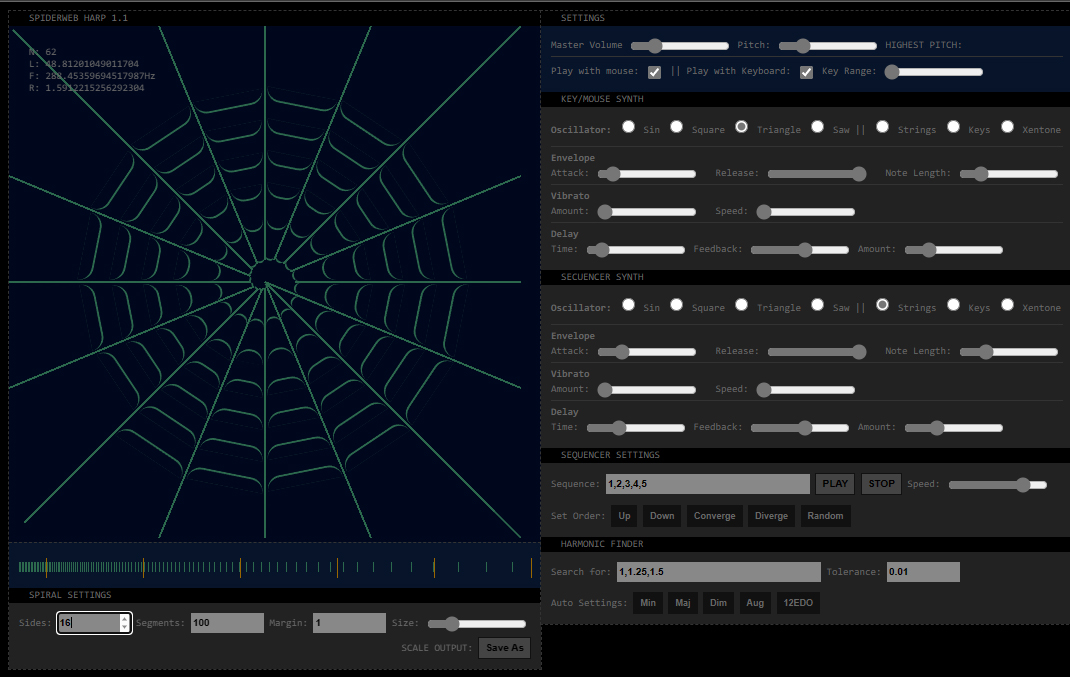 SPIDERWEB HARP 1.1
N: 62
L: 48.81201049011704
F: 288.45359694517987Hz
R: 1.5912215256292304
SPIRAL SETTINGS
Sides: 16 Segments: 100 Margin: 1 Size:
SCALE OUTPUT: Save As
SETTINGS
Master Volume Pitch: HIGHEST PITCH:
Play with mouse: || Play with Keyboard: Key Range:
KEY/MOUSE SYNTH
Oscillator: Sin Square Triangle Saw || Strings Keys Xentone
Envelope
Attack: Release: Note Length:
Vibrato
Amount: Speed:
Delay
Time: Feedback: Amount:
SECUENCER SYNTH
Oscillator: Sin Square Triangle Saw || Strings Keys Xentone
Envelope
Attack: Release: Note Length:
Vibrato
Amount: Speed:
Delay
Time: Feedback: Amount:
SEQUENCER SETTINGS
Sequence: 1,2,3,4,5 PLAY STOP Speed:
Set Order: Up Down Converge Diverge Random
HARMONIC FINDER
Search for: 1,1.25,1.5 Tolerance: 0.01
Auto Settings: Min Maj Dim Aug 12EDO